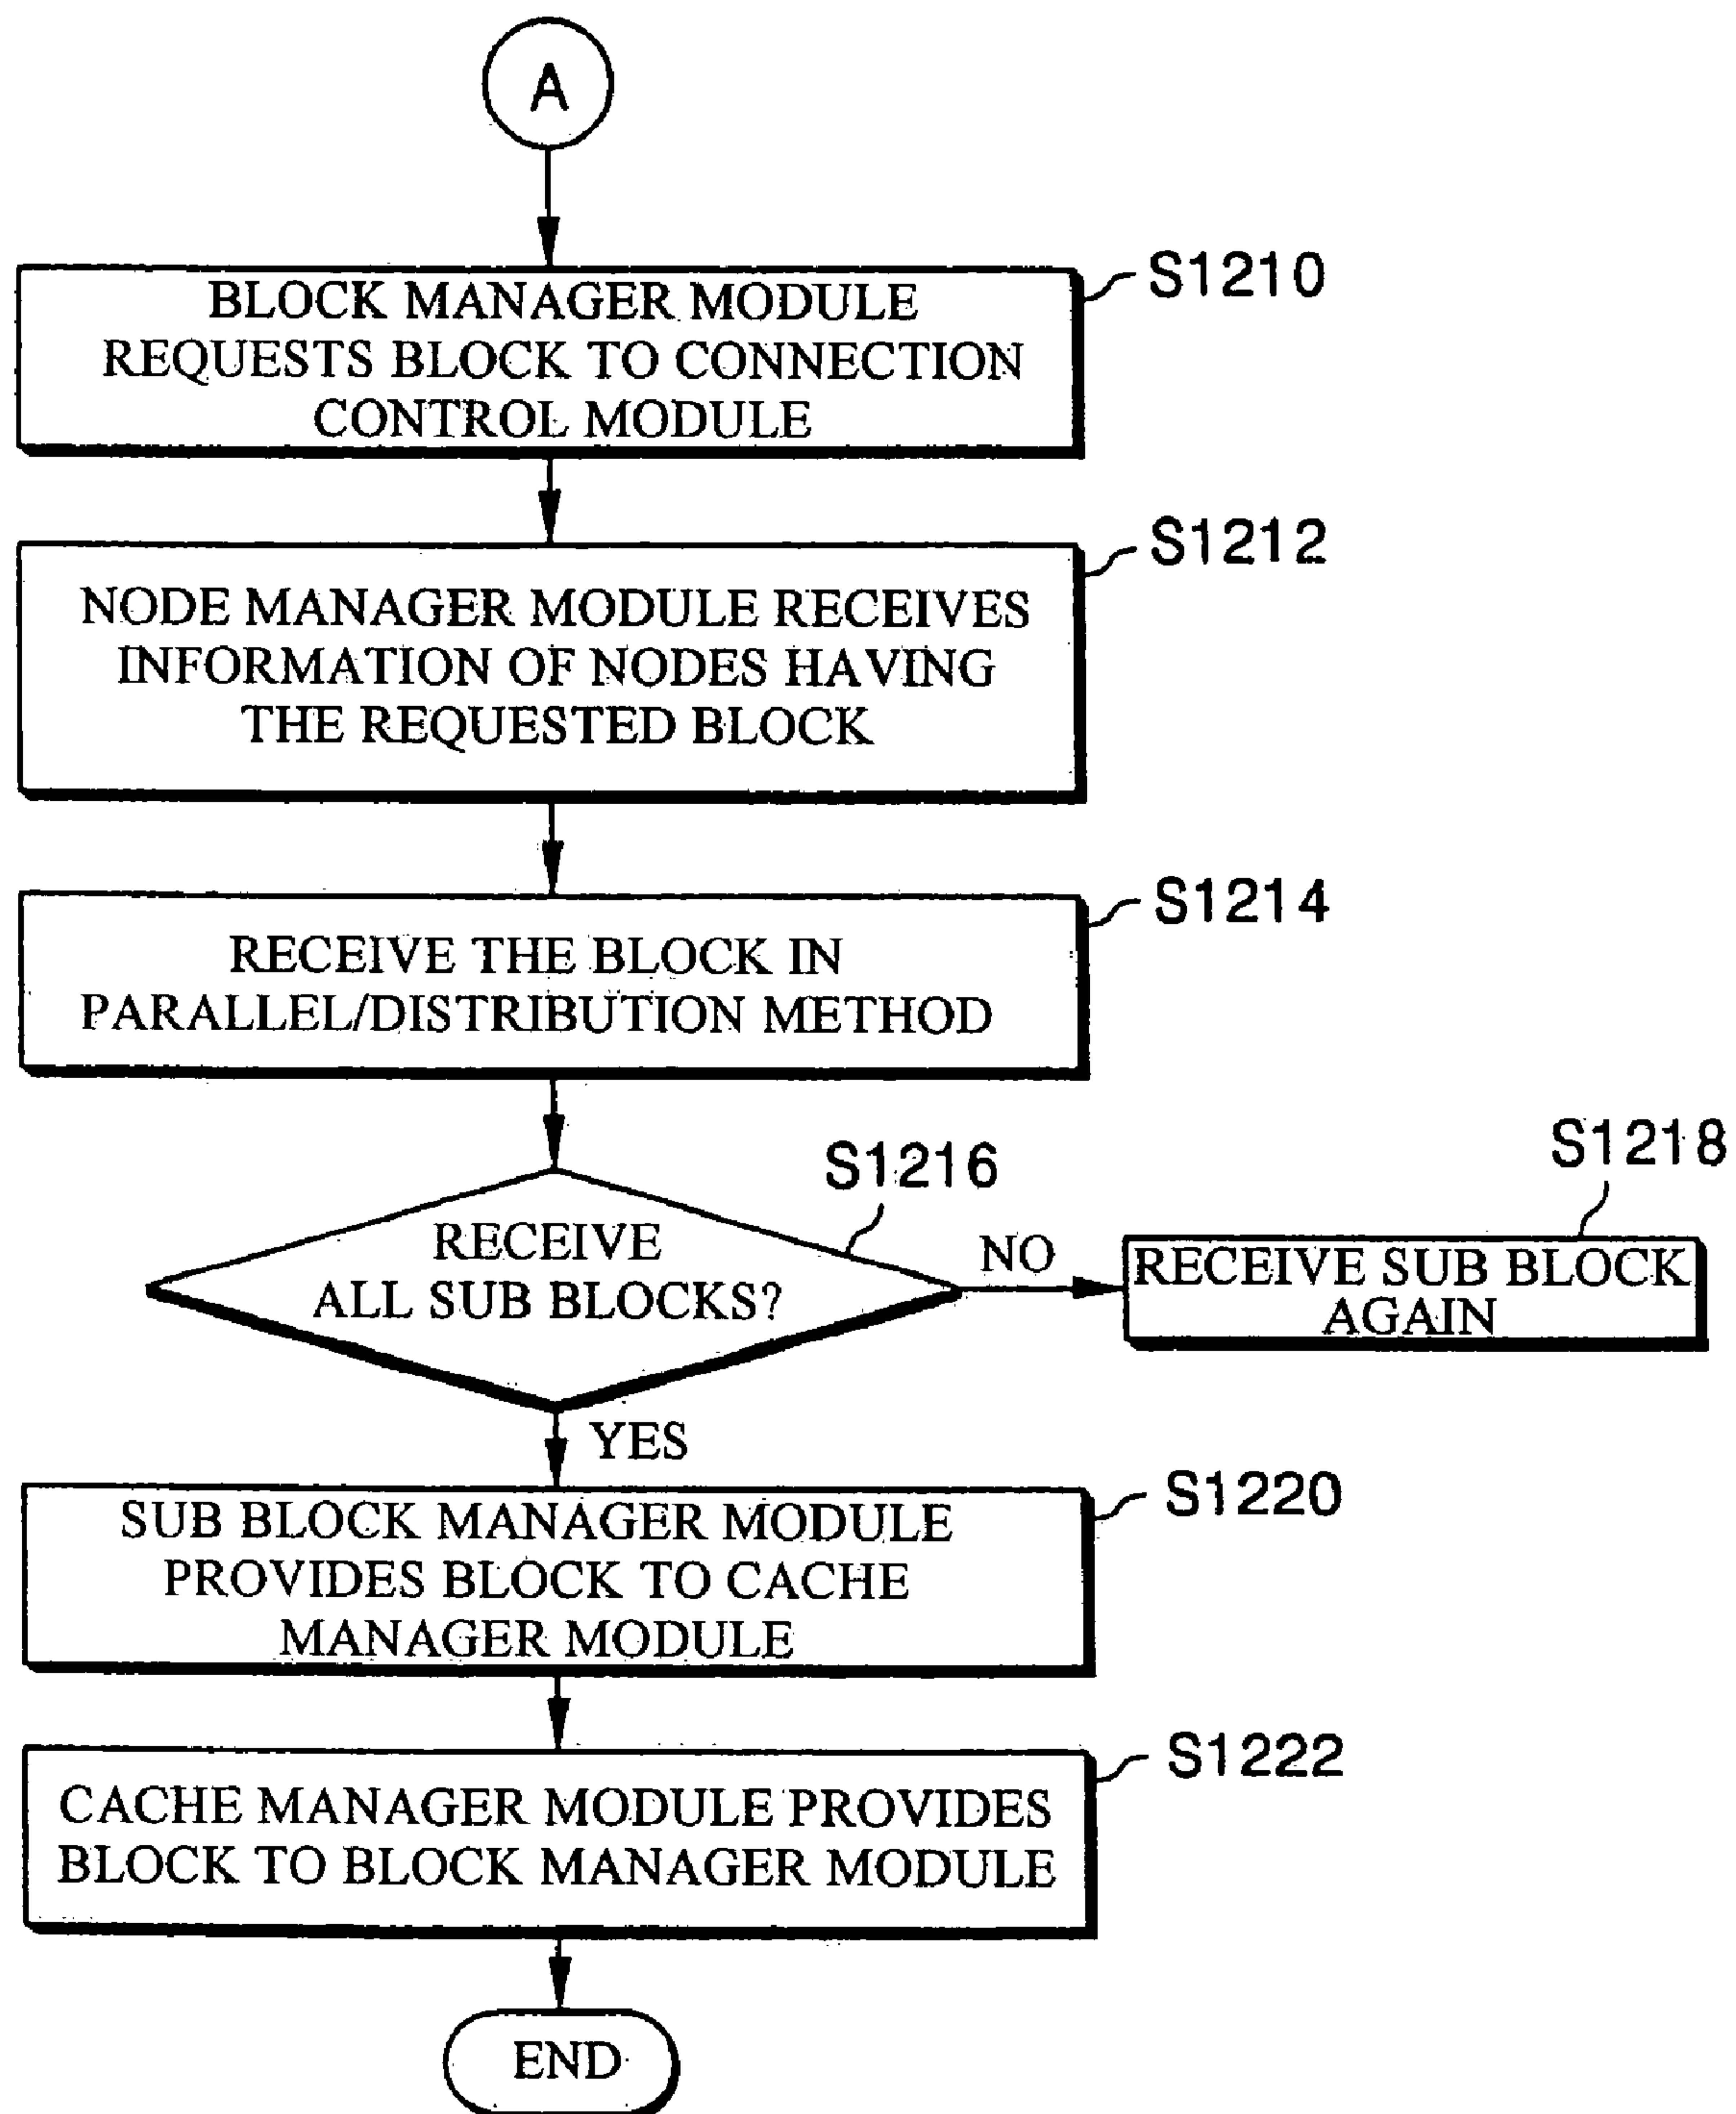 A
S1210
BLOCK MANAGER MODULE
REQUESTS BLOCK TO CONNECTION
CONTROL MODULE
S1212
NODE MANAGER MODULE RECEIVES
INFORMATION OF NODES HAVING
THE REQUESTED BLOCK
S1214
RECEIVE THE BLOCK IN
PARALLEL/DISTRIBUTION METHOD
S1216
RECEIVE
ALL SUB BLOCKS?
NO
S1218
RECEIVE SUB BLOCK
AGAIN
YES
S1220
SUB BLOCK MANAGER MODULE
PROVIDES BLOCK TO CACHE
MANAGER MODULE
S1222
CACHE MANAGER MODULE PROVIDES
BLOCK TO BLOCK MANAGER MODULE
END